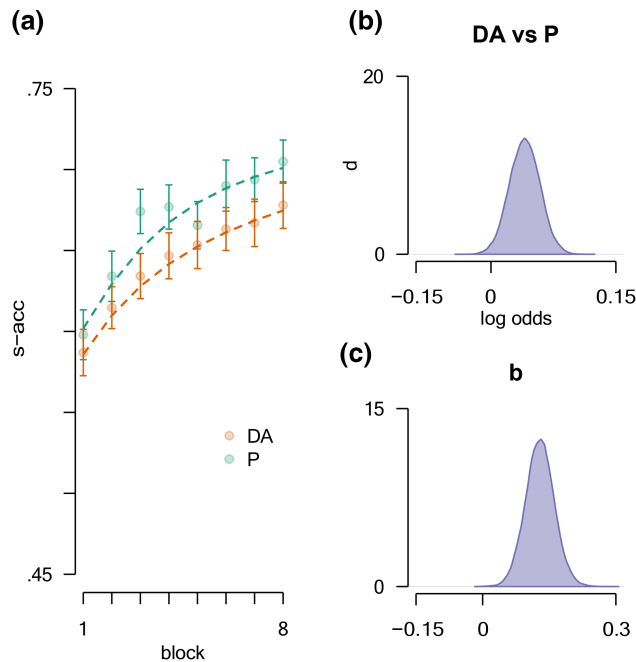 (a)
.75
s-acc
.45
1
8
block
DA
P
(b)
DA vs P
20
d
0
−0.15
0
0.15
log odds
(c)
b
15
0
−0.15
0
0.3